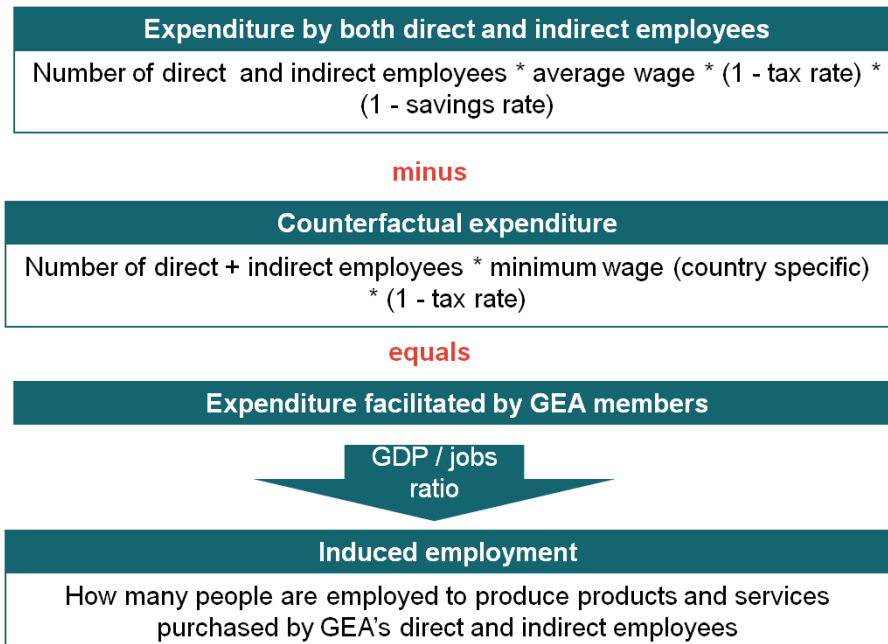 Expenditure by both direct and indirect employees
Number of direct and indirect employees * average wage * (1 - tax rate) *
(1 - savings rate)
minus
Counterfactual expenditure
Number of direct + indirect employees * minimum wage (country specific)
* (1 - tax rate)
equals
Expenditure facilitated by GEA members
GDP / jobs
ratio
Induced employment
How many people are employed to produce products and services
purchased by GEA's direct and indirect employees